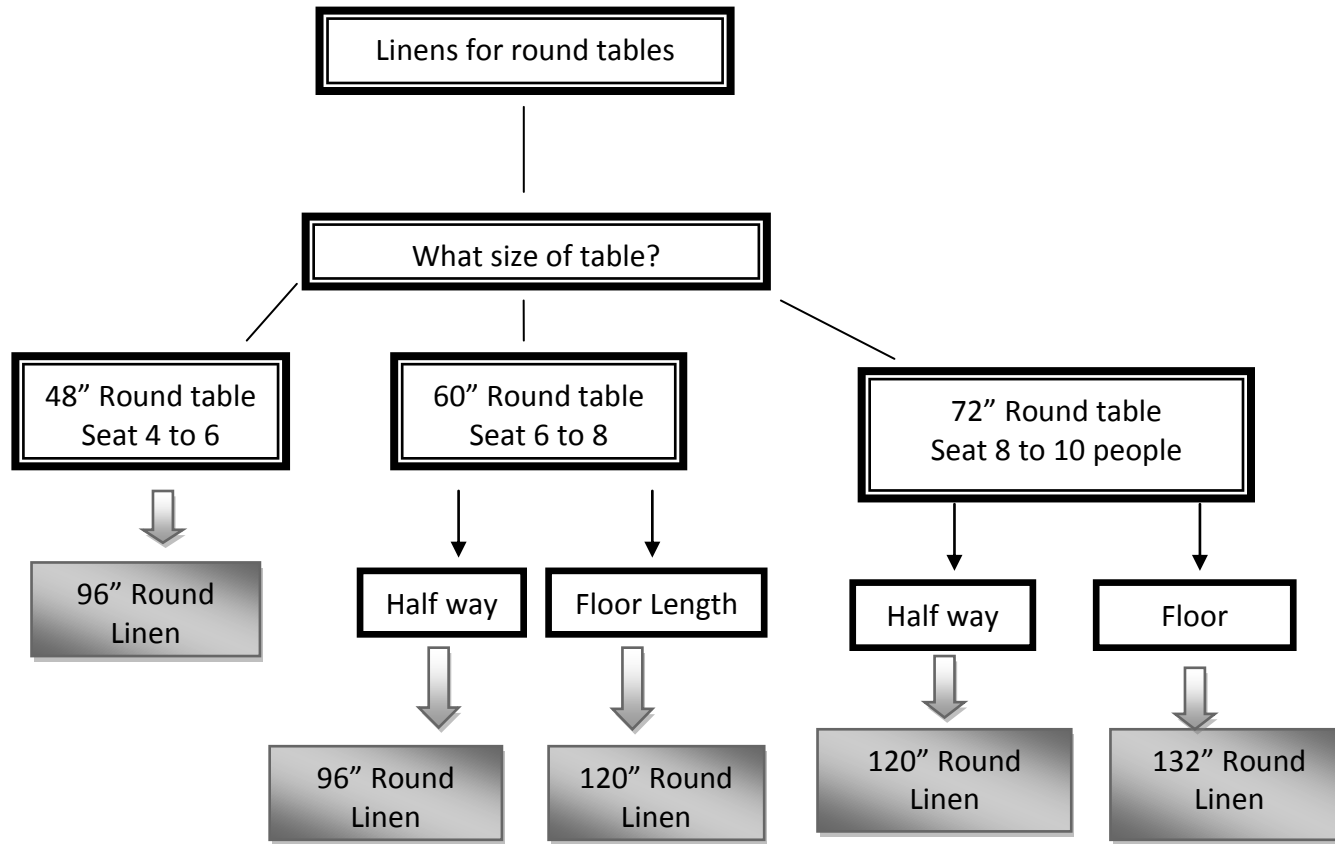 Linens for round tables
What size of table?
48” Round table
Seat 4 to 6
60” Round table
Seat 6 to 8
72” Round table
Seat 8 to 10 people
96” Round
Linen
Half way
Floor Length
Half way
Floor
96” Round
Linen
120” Round
Linen
120” Round
Linen
132” Round
Linen